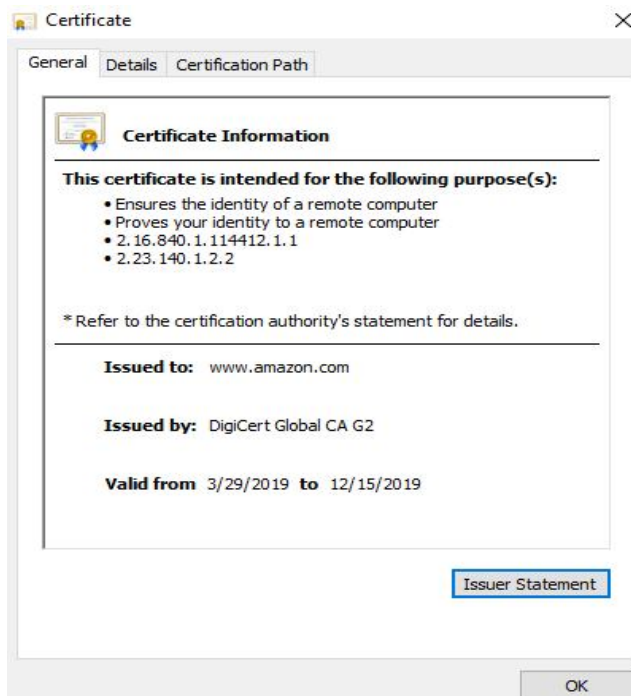 Certificate
General Details Certification Path
Certificate Information
This certificate is intended for the following purpose(s):
• Ensures the identity of a remote computer
• Proves your identity to a remote computer
• 2.16.840.1.114412.1.1
• 2.23.140.1.2.2
* Refer to the certification authority's statement for details.
Issued to: www.amazon.com
Issued by: DigiCert Global CA G2
Valid from 3/29/2019 to 12/15/2019
Issuer Statement
OK